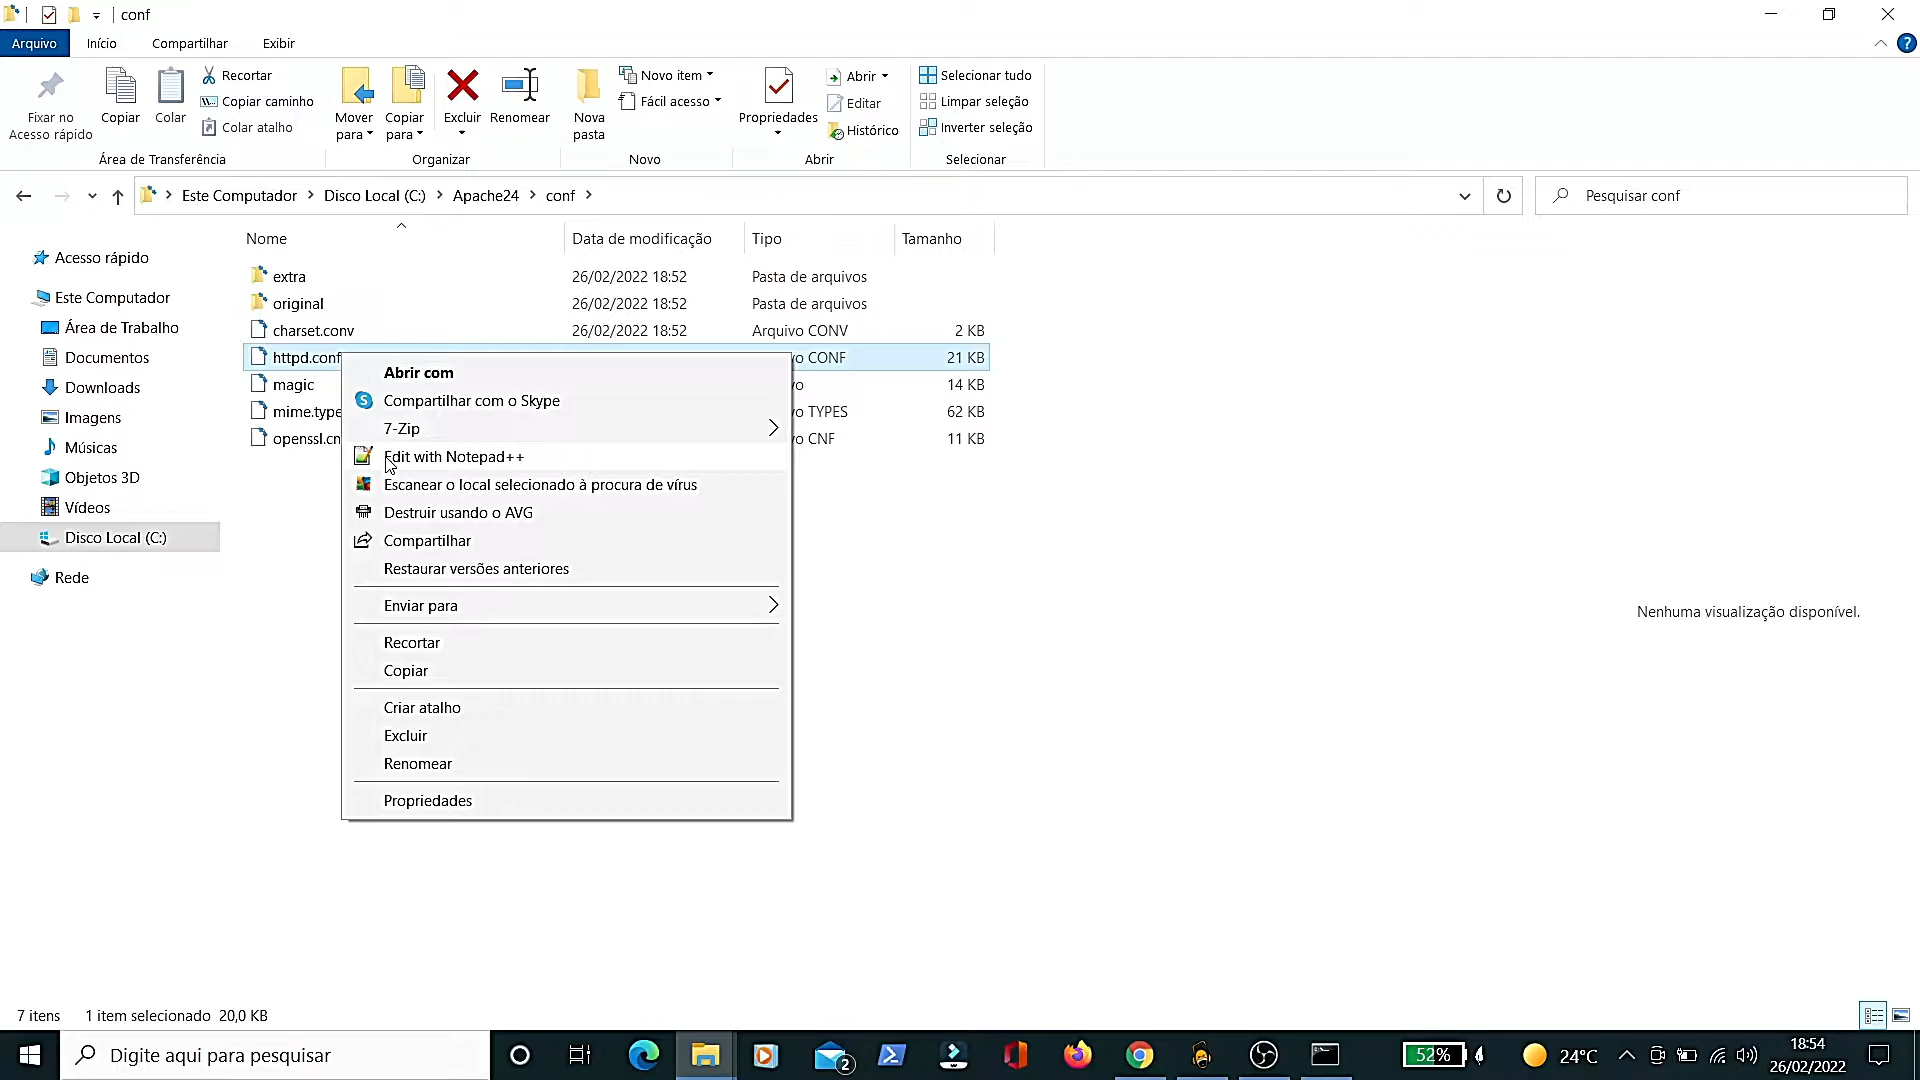 conf
Arquivo Início Compartilhar Exibir
Fixar no Acesso rápido
Copiar
Colar
Recortar
Copiar caminho
Colar atalho
Área de Transferência
Mover para
Copiar para
Excluir
Renomear
Organizar
Nova pasta
Novo item
Fácil acesso
Novo
Propriedades
Abrir
Editar
Histórico
Abrir
Selecionar tudo
Limpar seleção
Inverter seleção
Selecionar
Este Computador Disco Local (C:) Apache24 conf
Pesquisar conf
Acesso rápido
Este Computador
Área de Trabalho
Documentos
Downloads
Imagens
Músicas
Objetos 3D
Vídeos
Disco Local (C:)
Rede
Nome Data de modificação Tipo Tamanho
extra 26/02/2022 18:52 Pasta de arquivos
original 26/02/2022 18:52 Pasta de arquivos
charset.conv 26/02/2022 18:52 Arquivo CONV 2 KB
httpd.conf vo CONF 21 KB
magic vo 14 KB
mime.type vo TYPES 62 KB
openssl.cn vo CNF 11 KB
Abrir com
S Compartilhar com o Skype
7-Zip
Edit with Notepad++
Escanear o local selecionado à procura de vírus
Destruir usando o AVG
Compartilhar
Restaurar versões anteriores
Enviar para
Recortar
Copiar
Criar atalho
Excluir
Renomear
Propriedades
Nenhuma visualização disponível.
7 itens 1 item selecionado 20,0 KB
Digite aqui para pesquisar
2
52%
24°C
18:54
26/02/2022